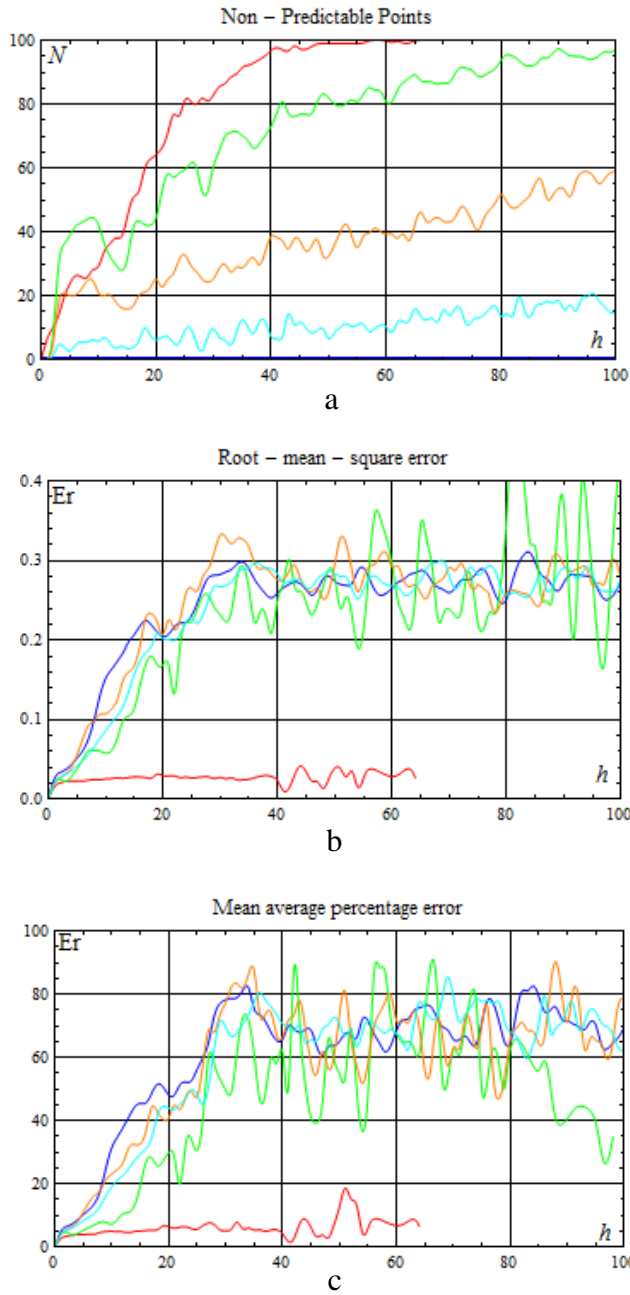 Non – Predictable Points
N
100
80
60
40
20
0
0 20 40 60 80 100
h
a
Root – mean – square error
Er
0.4
0.3
0.2
0.1
0.0
0 20 40 60 80 100
h
b
Mean average percentage error
Er
100
80
60
40
20
0
0 20 40 60 80 100
h
c